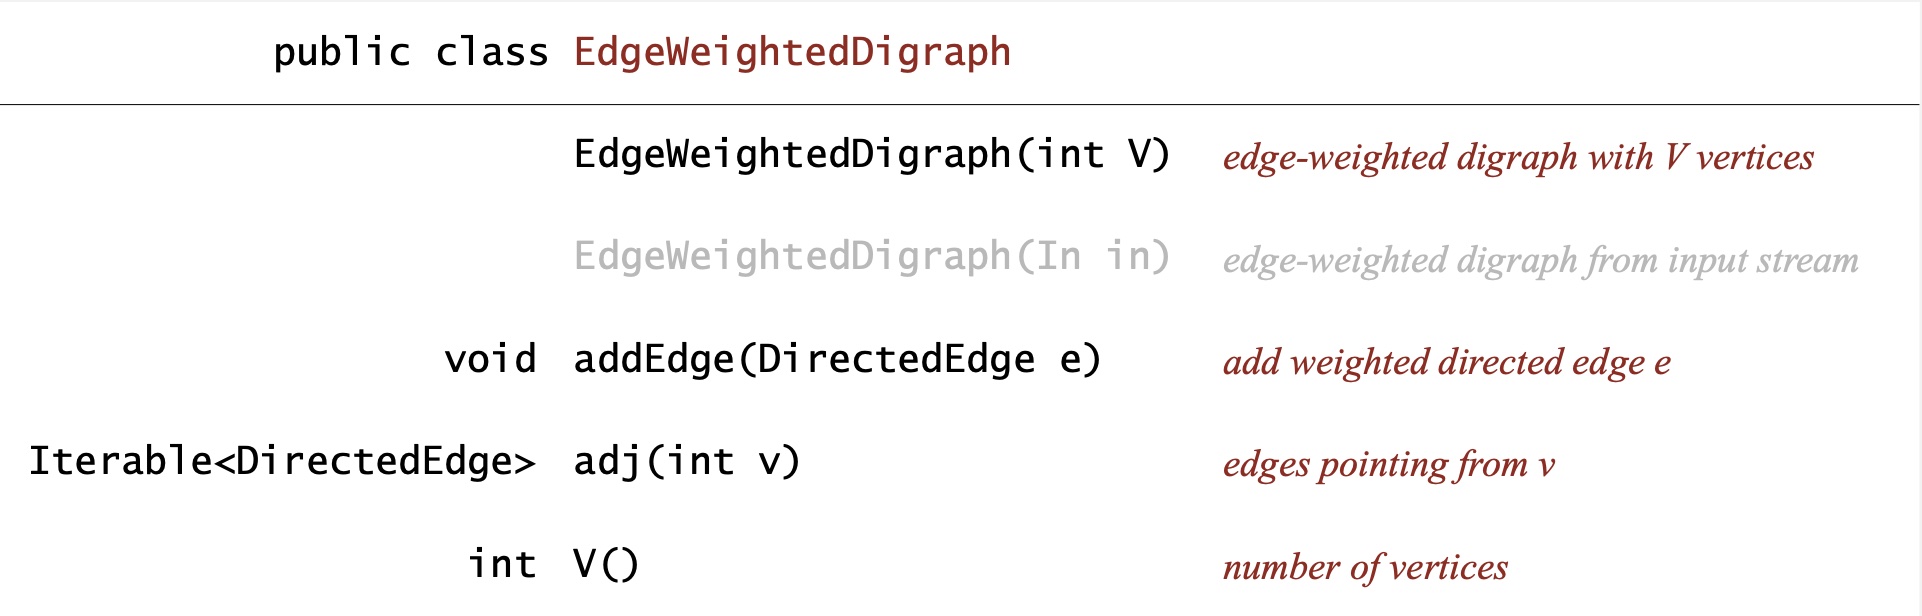 public class EdgeWeightedDigraph
EdgeWeightedDigraph(int V) edge-weighted digraph with V vertices
EdgeWeightedDigraph(In in) edge-weighted digraph from input stream
void addEdge(DirectedEdge e) add weighted directed edge e
Iterable<DirectedEdge> adj(int v) edges pointing from v
int V() number of vertices